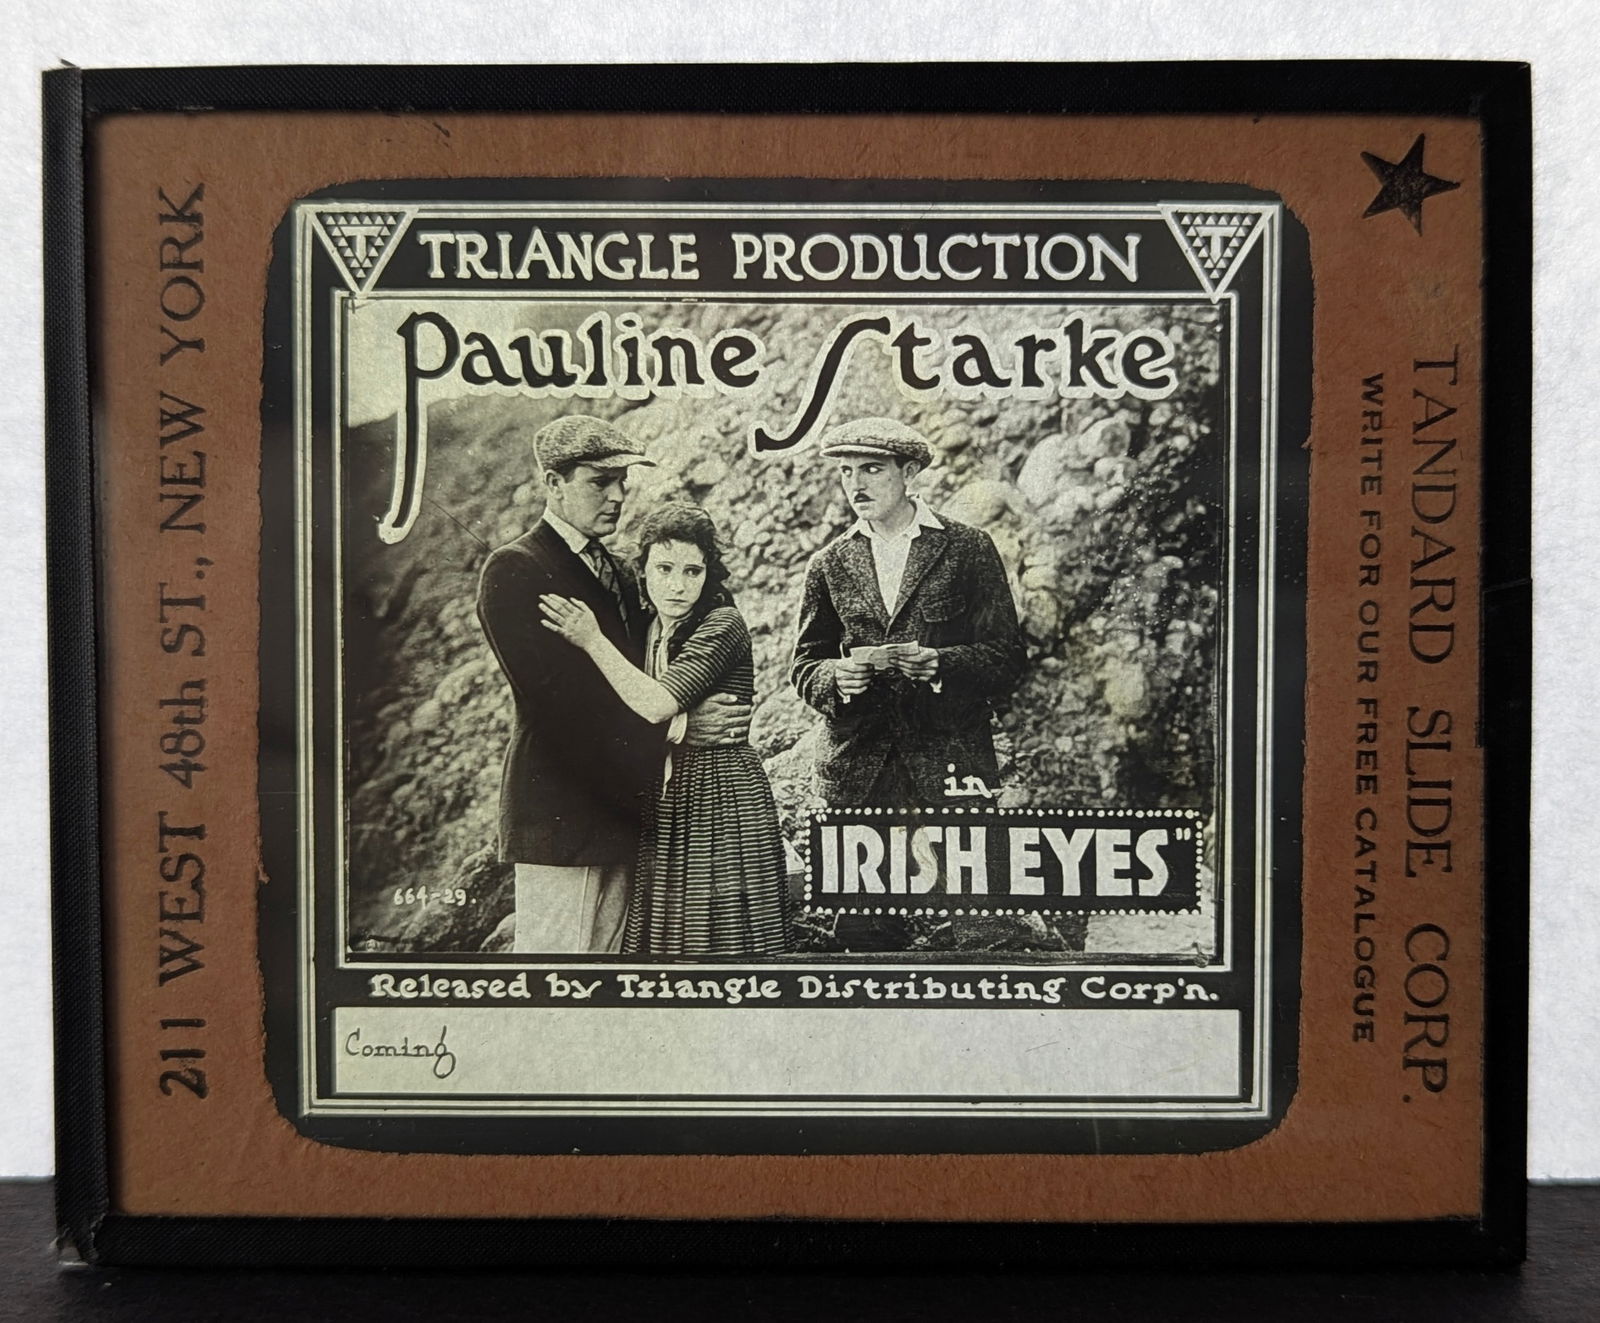 TRIANGLE PRODUCTION
T
T
Pauline Starke
in
"IRISH EYES"
664-29.
Released by Triangle Distributing Corp'n.
Coming
211 WEST 48th ST., NEW YORK
TANDARD SLIDE CORP.
WRITE FOR OUR FREE CATALOGUE